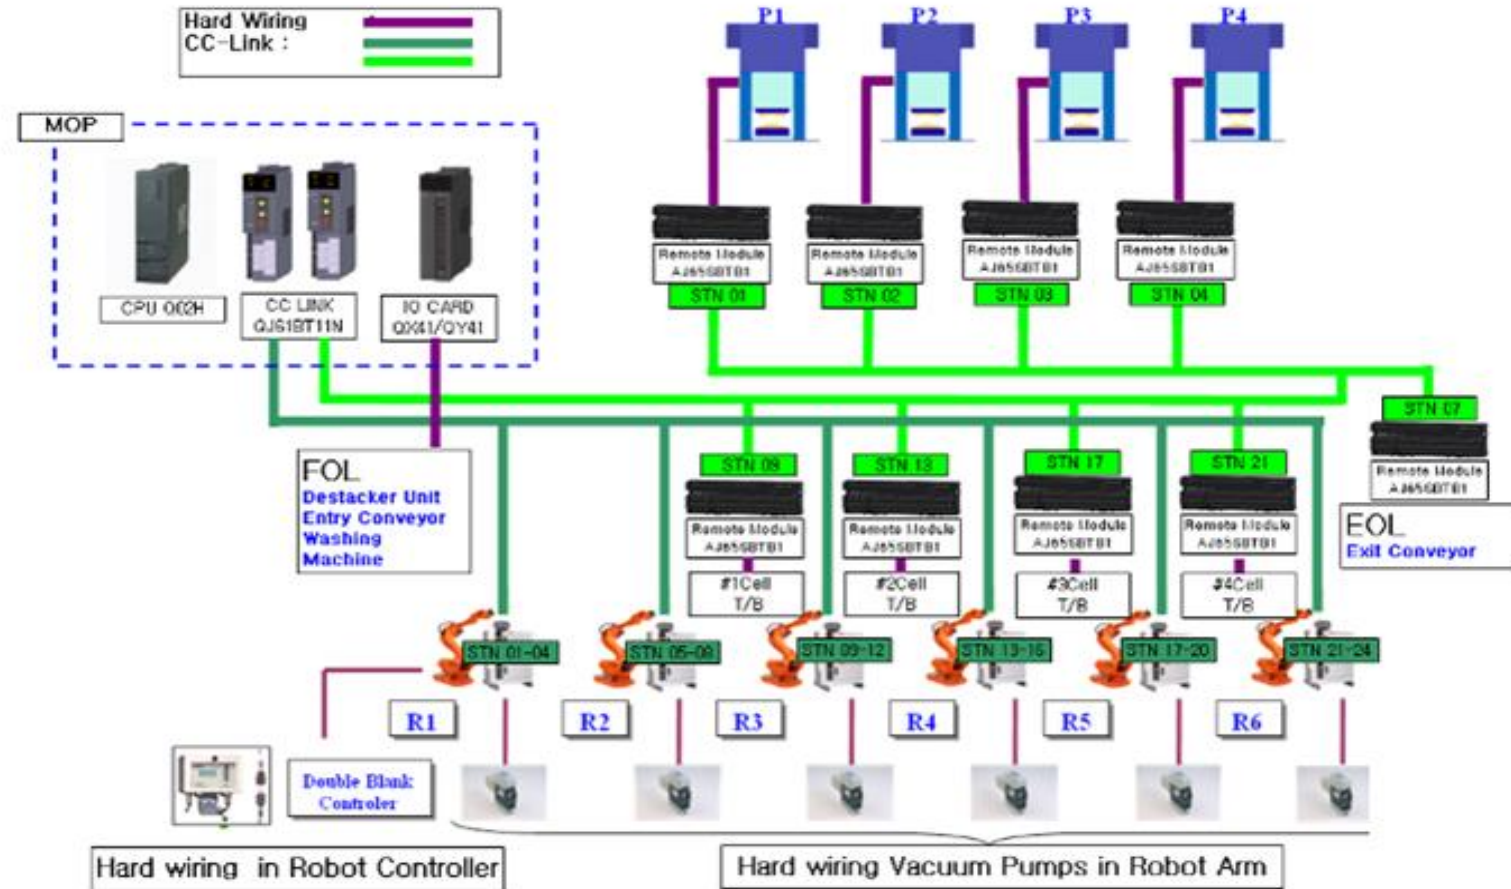 Hard Wiring
CC-Link :
P1
P2
P3
P4
MOP
CPU Q02H
CC LINK
QJ61BT11N
IO CARD
QX41/QY41
Remote Module
AJ65SBTB1
STN 01
Remote Module
AJ65SBTB1
STN 02
Remote Module
AJ65SBTB1
STN 03
Remote Module
AJ65SBTB1
STN 04
STN 07
Remote Module
AJ65SBTB1
EOL
Exit Conveyor
FOL
Destacker Unit
Entry Conveyor
Washing
Machine
STN 09
Remote Module
AJ65SBTB1
#1Cell
T/B
STN 13
Remote Module
AJ65SBTB1
#2Cell
T/B
STN 17
Remote Module
AJ65SBTB1
#3Cell
T/B
STN 21
Remote Module
AJ65SBTB1
#4Cell
T/B
STN 01-04
STN 05-08
STN 09-12
STN 13-16
STN 17-20
STN 21-24
R1
R2
R3
R4
R5
R6
Double Blank
Controler
Hard wiring in Robot Controller
Hard wiring Vacuum Pumps in Robot Arm